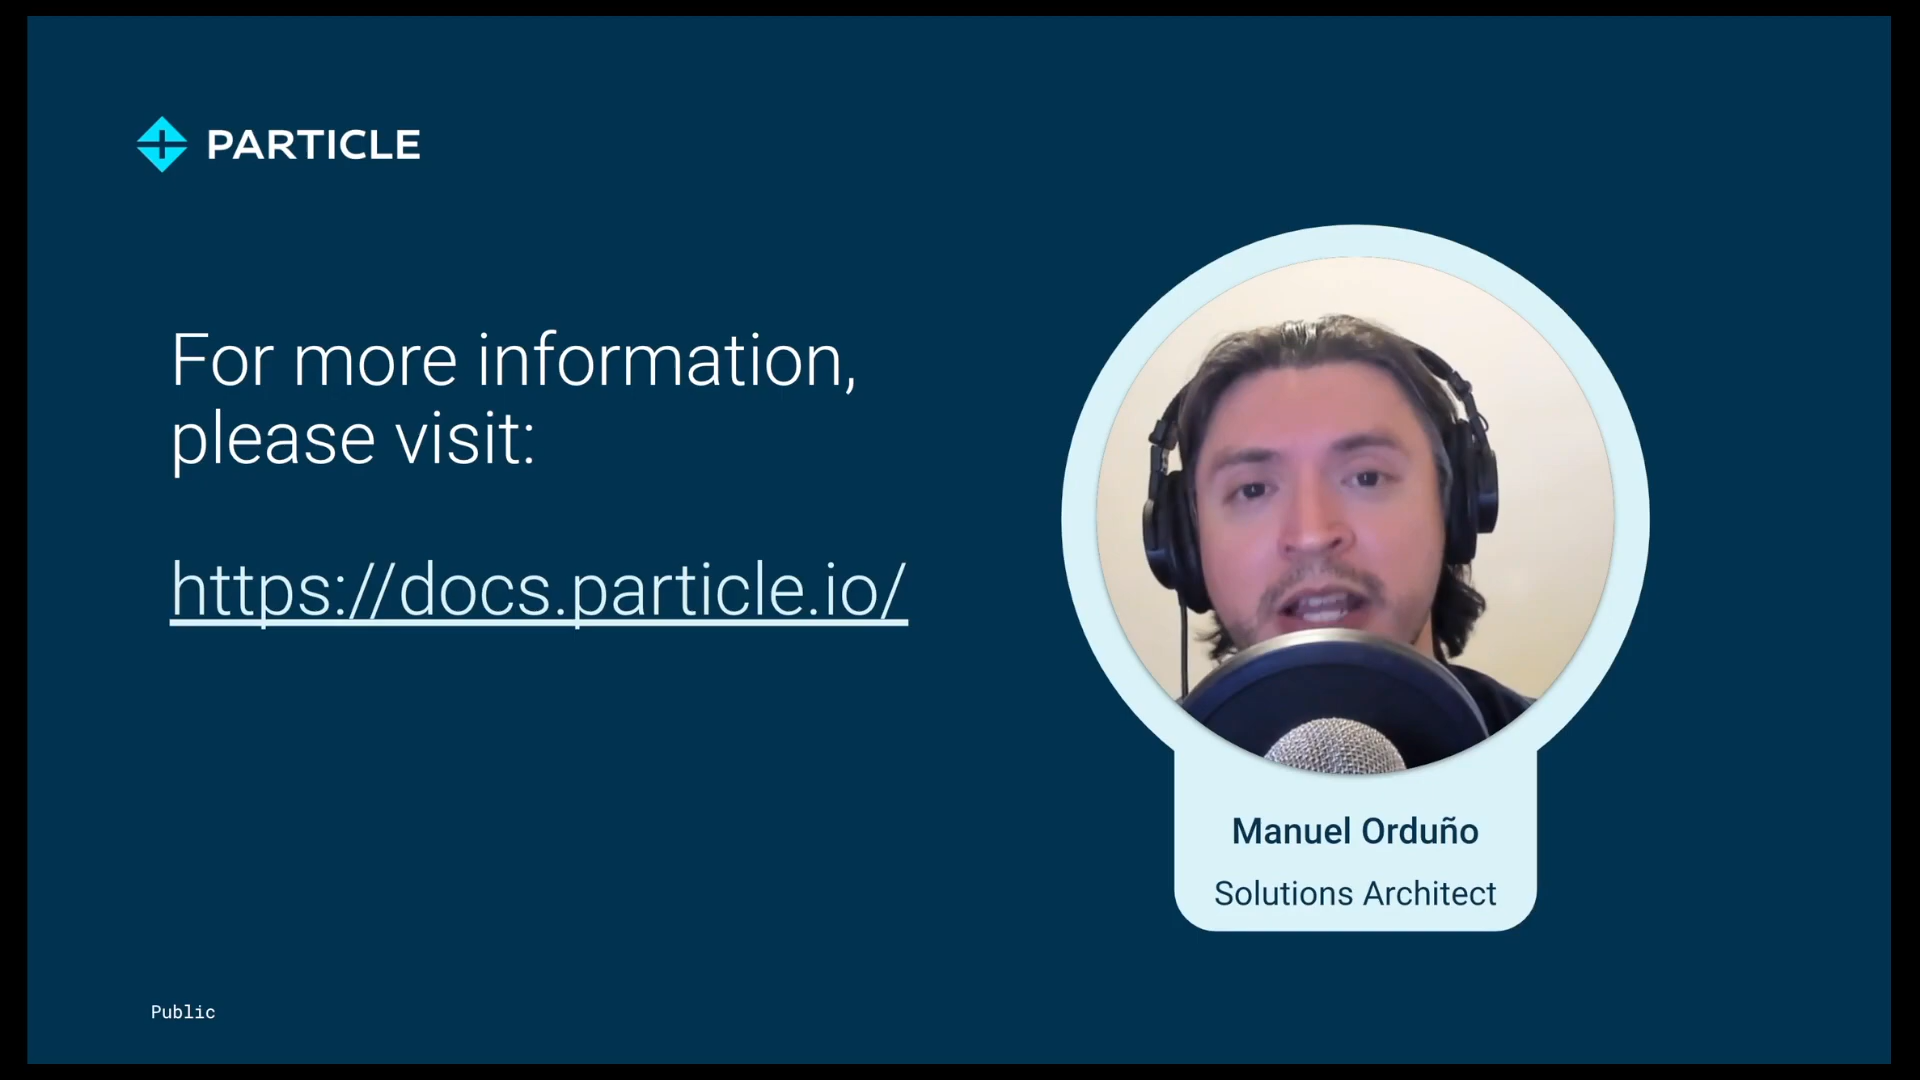 PARTICLE
For more information,
please visit:
https://docs.particle.io/
Manuel Orduño
Solutions Architect
Public